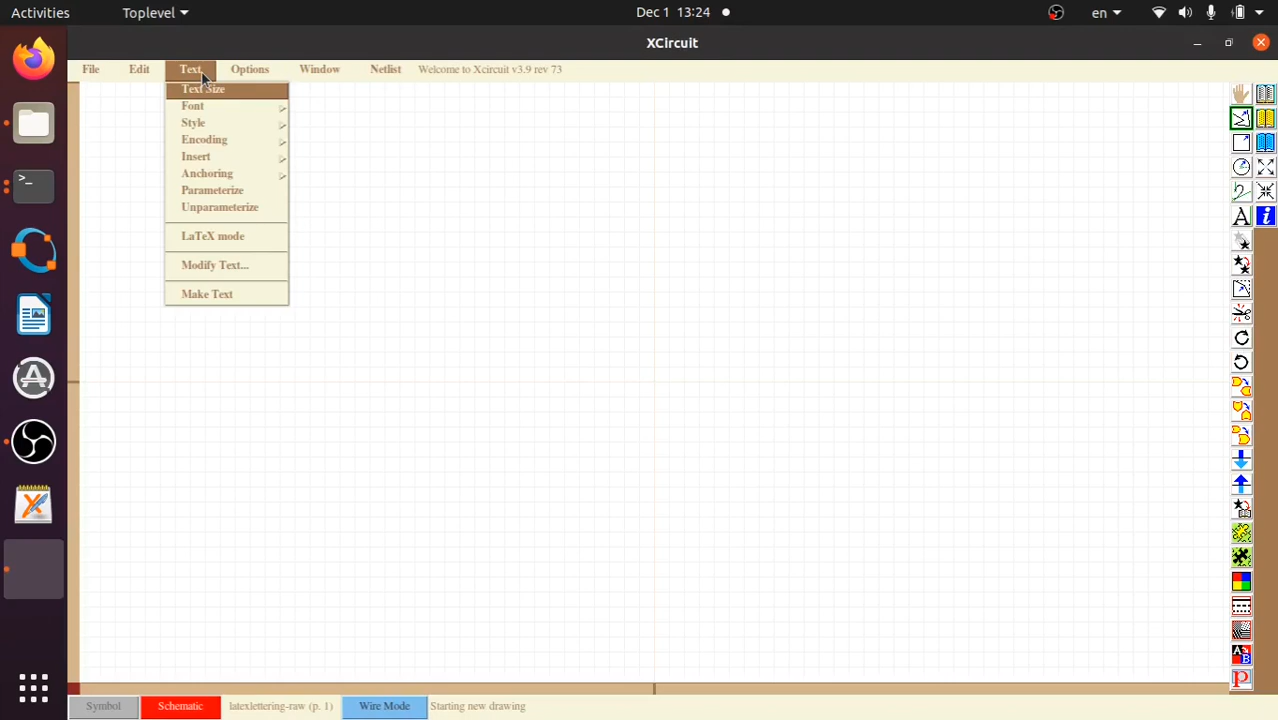 Activities
Toplevel
Dec 1 13:24
en
XCircuit
File Edit Text Options Window Netlist Welcome to Xcircuit v3.9 rev 73
Text Size
Font
Style
Encoding
Insert
Anchoring
Parameterize
Unparameterize
LaTeX mode
Modify Text...
Make Text
Symbol Schematic latexlettering-raw (p. 1) Wire Mode Starting new drawing